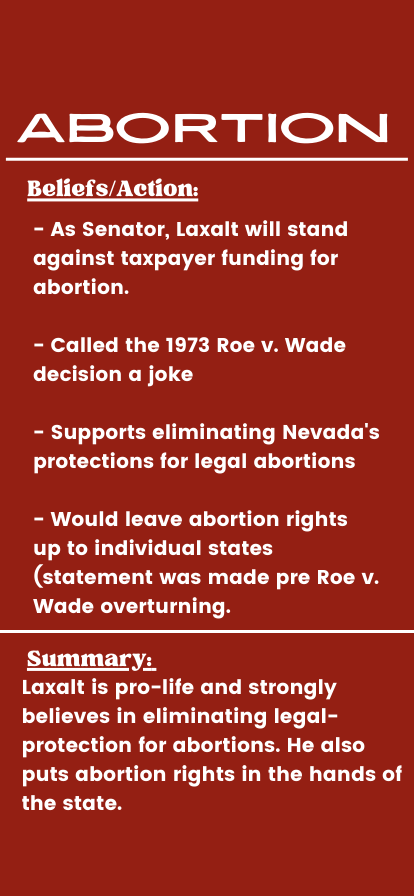 ABORTION
Beliefs/Action:
- As Senator, Laxalt will stand
against taxpayer funding for
abortion.
- Called the 1973 Roe v. Wade
decision a joke
- Supports eliminating Nevada's
protections for legal abortions
- Would leave abortion rights
up to individual states
(statement was made pre Roe v.
Wade overturning.
Summary:
Laxalt is pro-life and strongly
believes in eliminating legal-
protection for abortions. He also
puts abortion rights in the hands of
the state.